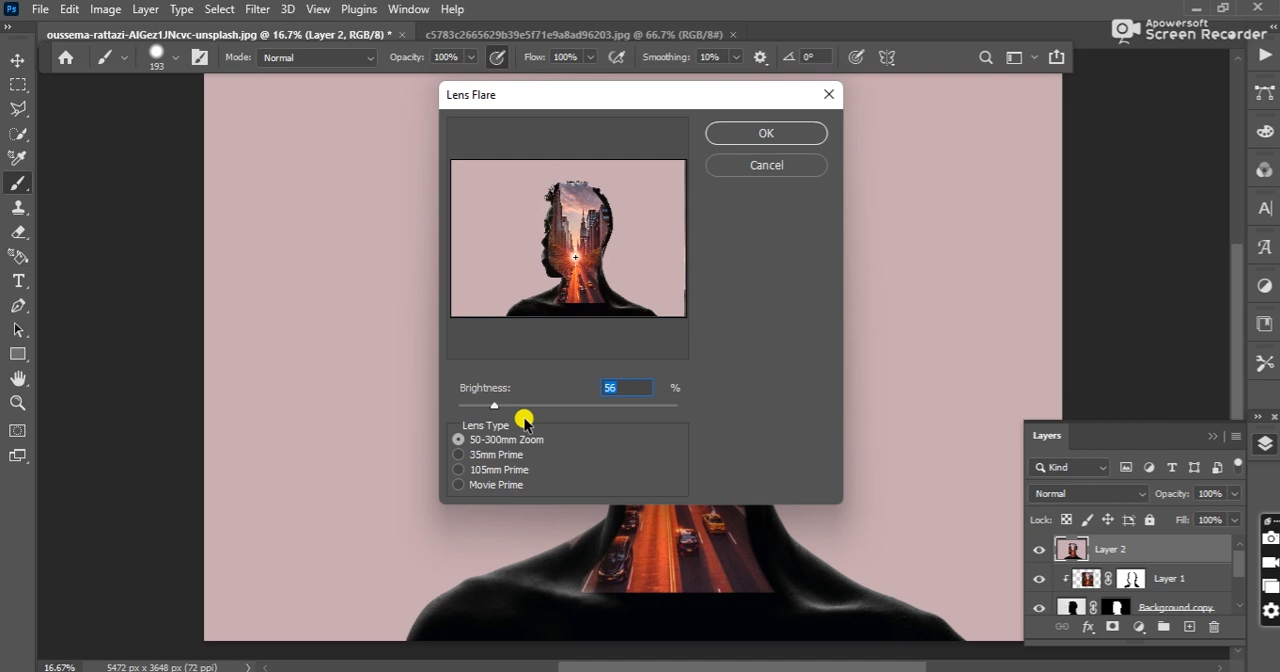 Ps File Edit Image Layer Type Select Filter 3D View Plugins Window Help
oussema-rattazi-AIGez1JNcvc-unsplash.jpg @ 16.7% (Layer 2, RGB/8) * ×
c5783c2665629b39e5f71e9a8ad96203.jpg @ 66.7% (RGB/8#) ×
Apowersoft
Screen Recorder
193
Mode: Normal
Opacity: 100%
Flow: 100%
Smoothing: 10%
0°
Lens Flare
OK
Cancel
Brightness: 56 %
Lens Type
50-300mm Zoom
35mm Prime
105mm Prime
Movie Prime
Layers
Kind
Normal Opacity: 100%
Lock: Fill: 100%
Layer 2
Layer 1
Background copy
16.67% 5472 px x 3648 px (72 ppi)